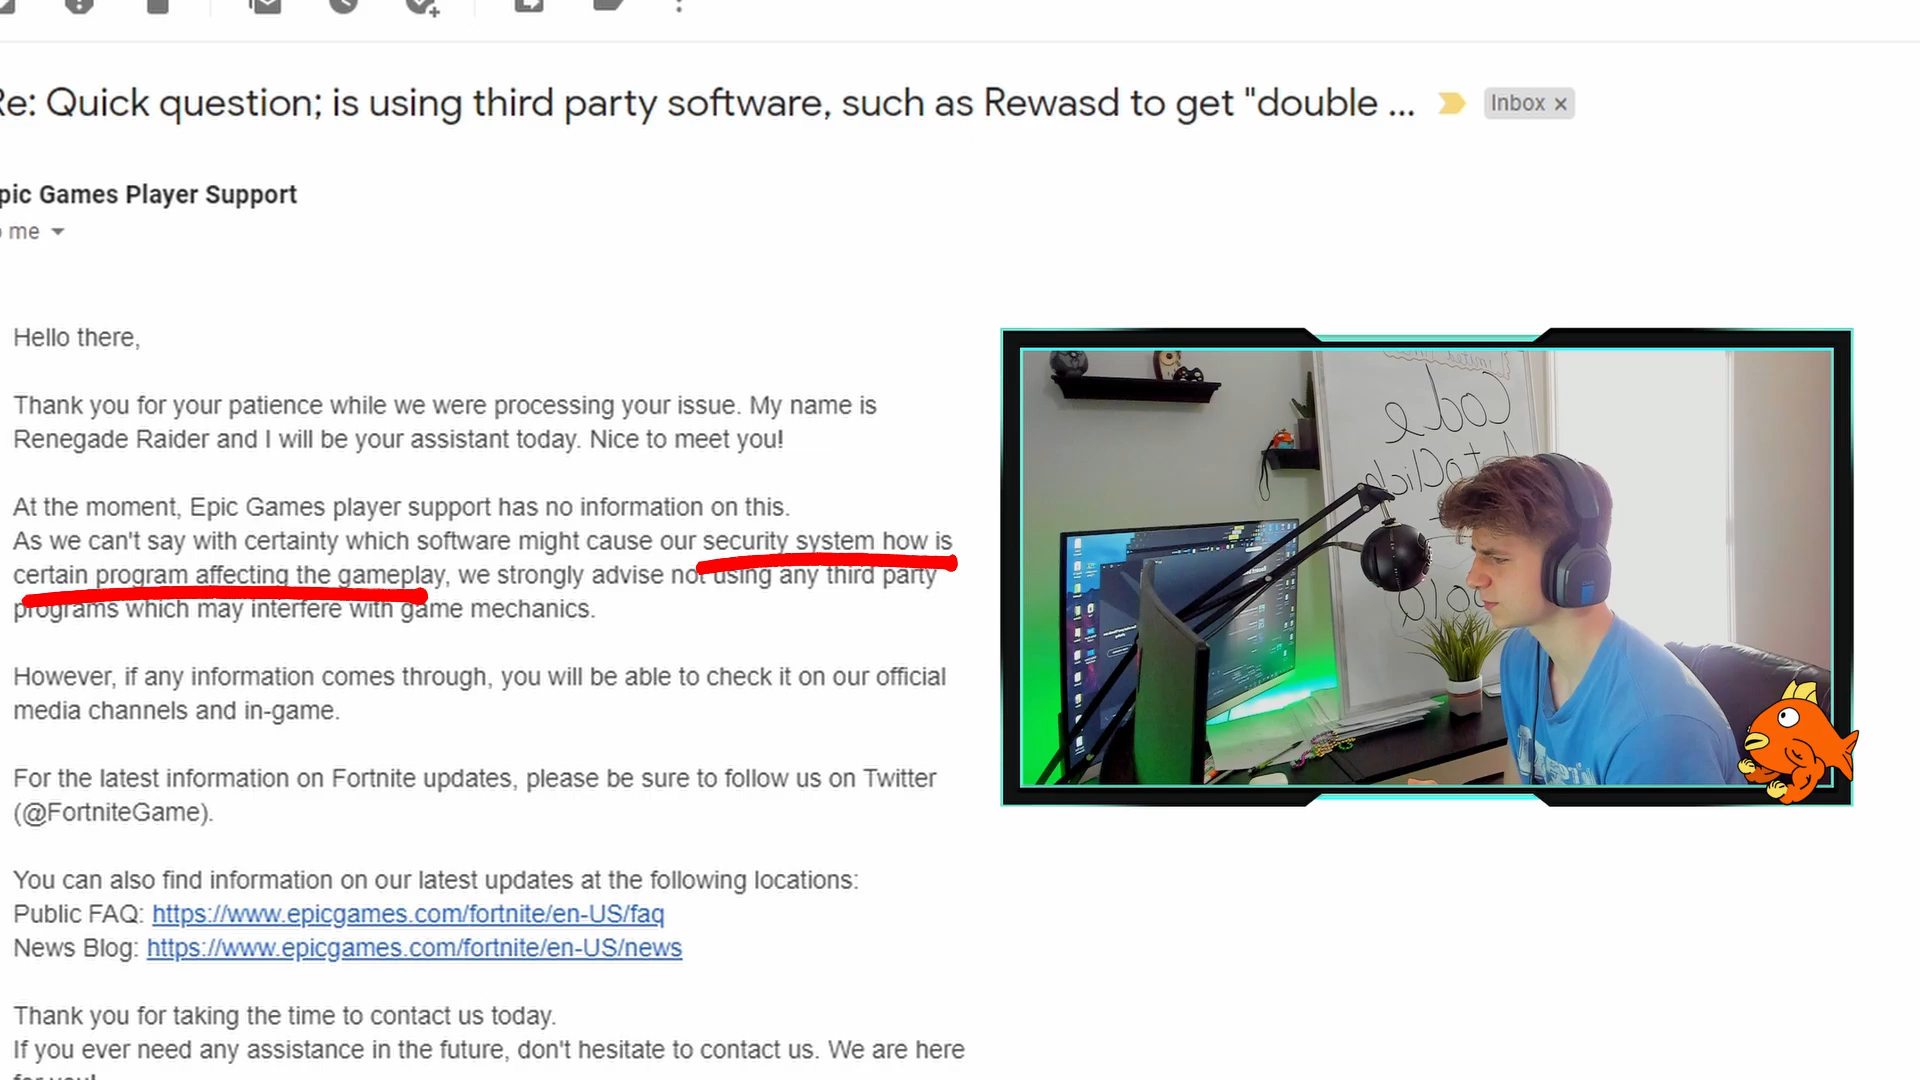 Re: Quick question; is using third party software, such as Rewasd to get "double ...
Inbox ×
pic Games Player Support
o me
Hello there,
Thank you for your patience while we were processing your issue. My name is
Renegade Raider and I will be your assistant today. Nice to meet you!
At the moment, Epic Games player support has no information on this.
As we can't say with certainty which software might cause our security system how is
certain program affecting the gameplay, we strongly advise not using any third party
programs which may interfere with game mechanics.
However, if any information comes through, you will be able to check it on our official
media channels and in-game.
For the latest information on Fortnite updates, please be sure to follow us on Twitter
(@FortniteGame).
You can also find information on our latest updates at the following locations:
Public FAQ: https://www.epicgames.com/fortnite/en-US/faq
News Blog: https://www.epicgames.com/fortnite/en-US/news
Thank you for taking the time to contact us today.
If you ever need any assistance in the future, don't hesitate to contact us. We are here
for you!
Code